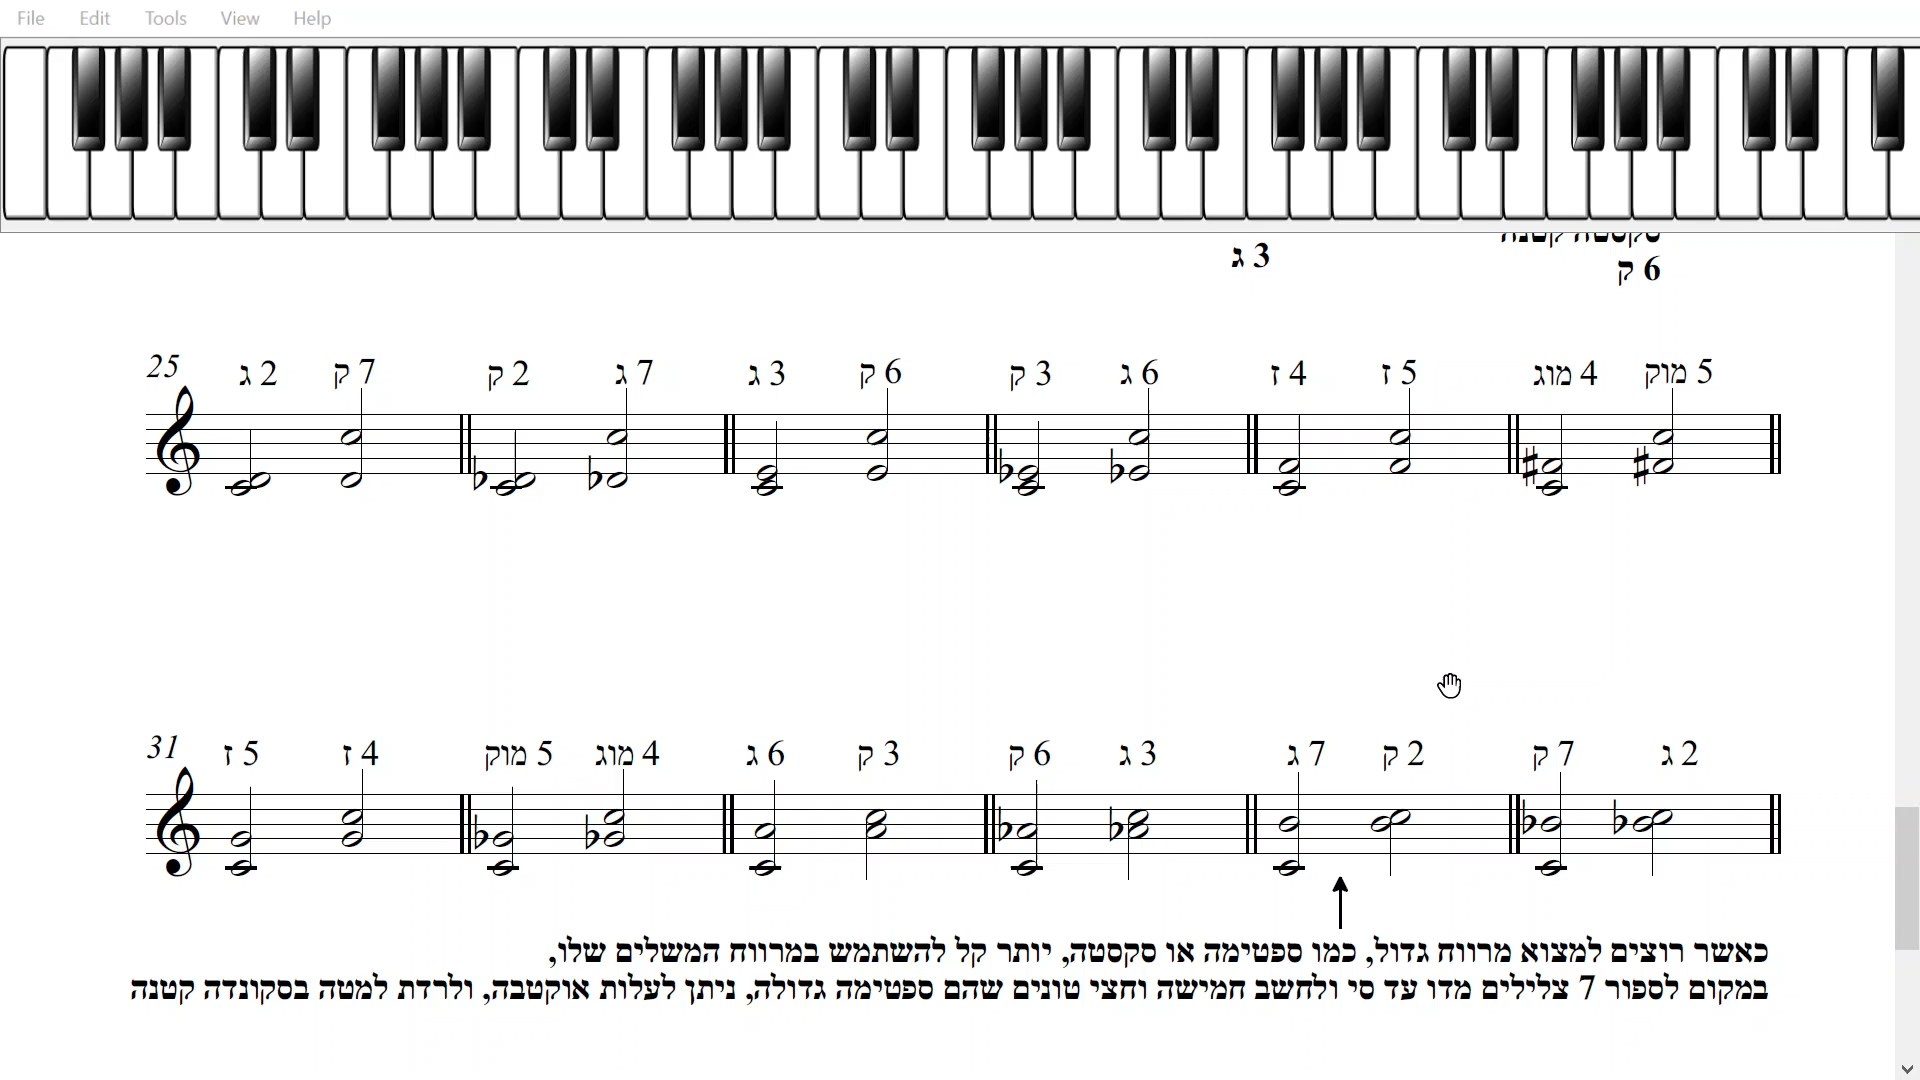 File Edit Tools View Help
3 ג
6 ק
25 2 ג 7 ק 2 ק 7 ג 3 ג 6 ק 3 ק 6 ג 4 ז 5 ז 4 מוג 5 מוק
31 5 ז 4 ז 5 מוק 4 מוג 6 ג 3 ק 6 ק 3 ג 7 ג 2 ק 7 ק 2 ג
כאשר רוצים למצוא מרווח גדול, כמו ספטימה או סקסטה, יותר קל להשתמש במרווח המשלים שלו,
במקום לספור 7 צלילים מדו עד סי ולחשב חמישה וחצי טונים שהם ספטימה גדולה, ניתן לעלות אוקטבה, ולרדת למטה בסקונדה קטנה